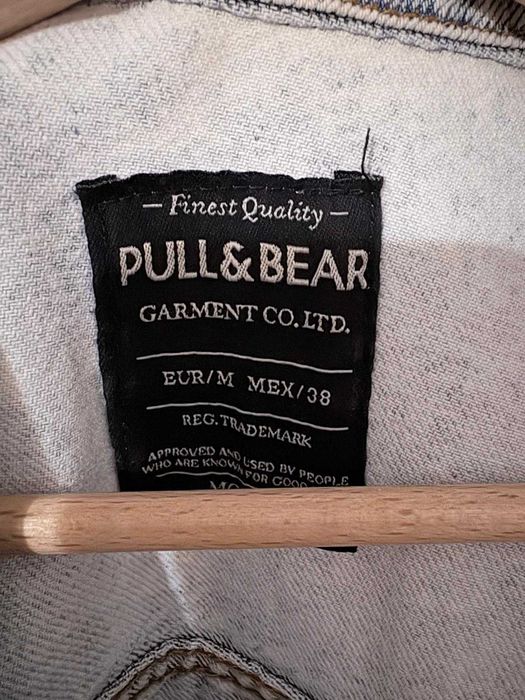 – Finest Quality –
PULL&BEAR
GARMENT CO.LTD.
EUR/M MEX/38
REG. TRADEMARK
APPROVED AND USED BY PEOPLE
WHO ARE KNOWN FOR